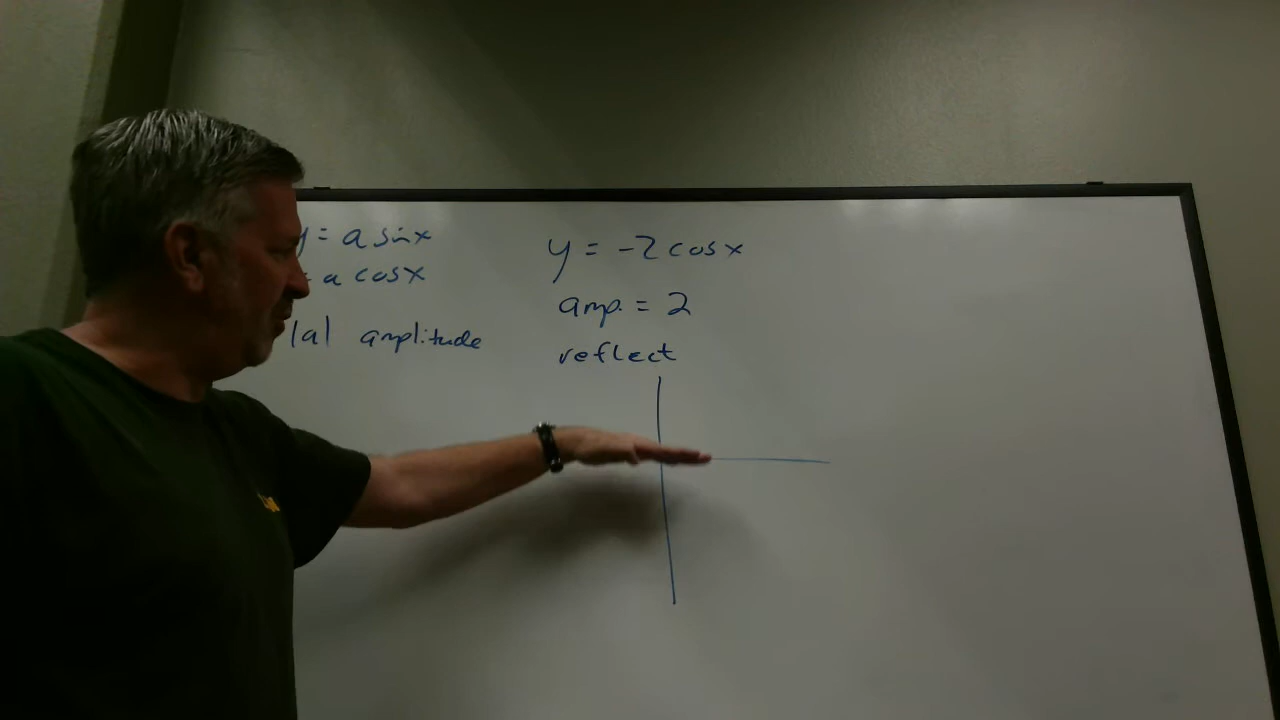 y = a sin x
= a cos x
|a| amplitude
y = -2 cos x
amp. = 2
reflect